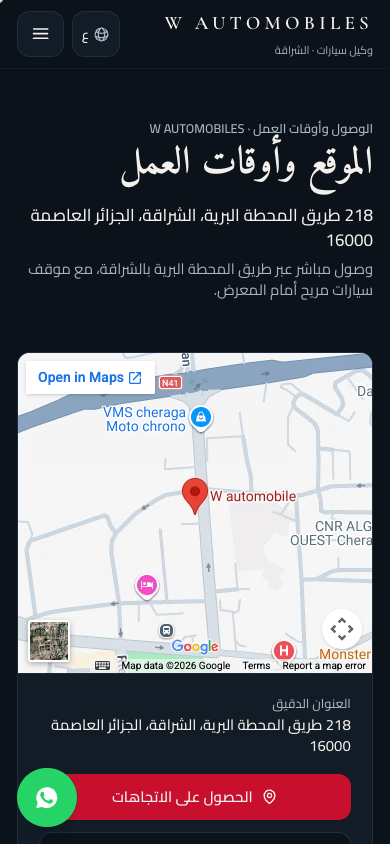 W AUTOMOBILES
وكيل سيارات · الشراقة
ع
الوصول وأوقات العمل · W AUTOMOBILES
الموقع وأوقات العمل
218 طريق المحطة البرية، الشراقة، الجزائر العاصمة
16000
وصول مباشر عبر طريق المحطة البرية بالشراقة، مع موقف
سيارات مريح أمام المعرض.
Open in Maps
N41
VMS cheraga
Moto chrono
W automobile
CNR ALG
OUEST Chera
Monster
Google
Map data ©2026 Google
Terms
Report a map error
العنوان الدقيق
218 طريق المحطة البرية، الشراقة، الجزائر العاصمة
16000
الحصول على الاتجاهات